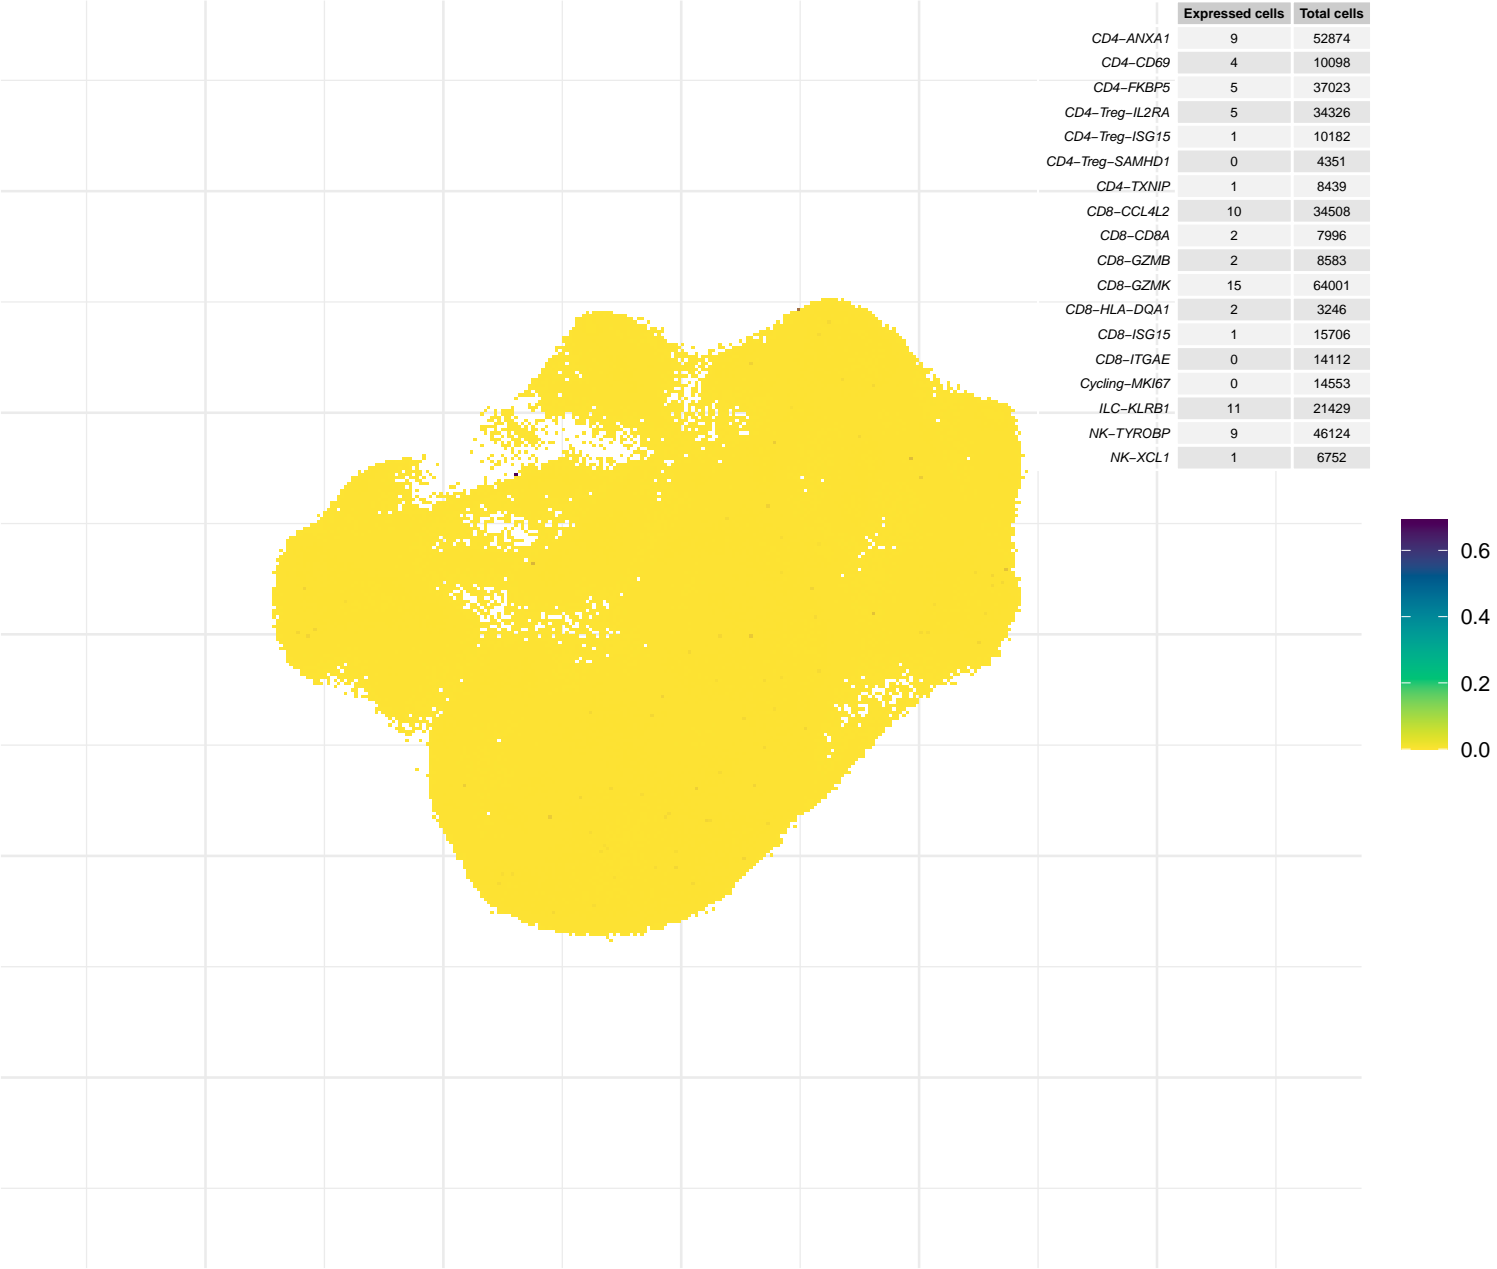 Expressed cells Total cells
CD4−ANXA1 9 52874
CD4−CD69 4 10098
CD4−FKBP5 5 37023
CD4−Treg−IL2RA 5 34326
CD4−Treg−ISG15 1 10182
CD4−Treg−SAMHD1 0 4351
CD4−TXNIP 1 8439
CD8−CCL4L2 10 34508
CD8−CD8A 2 7996
CD8−GZMB 2 8583
CD8−GZMK 15 64001
CD8−HLA−DQA1 2 3246
CD8−ISG15 1 15706
CD8−ITGAE 0 14112
Cycling−MKI67 0 14553
ILC−KLRB1 11 21429
NK−TYROBP 9 46124
NK−XCL1 1 6752
0.6
0.4
0.2
0.0